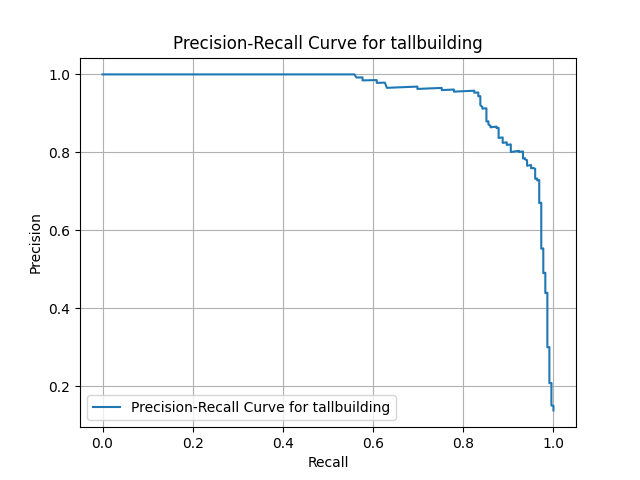 Precision-Recall Curve for tallbuilding
1.0
0.8
0.6
0.4
0.2
Precision
Precision-Recall Curve for tallbuilding
0.0 0.2 0.4 0.6 0.8 1.0
Recall